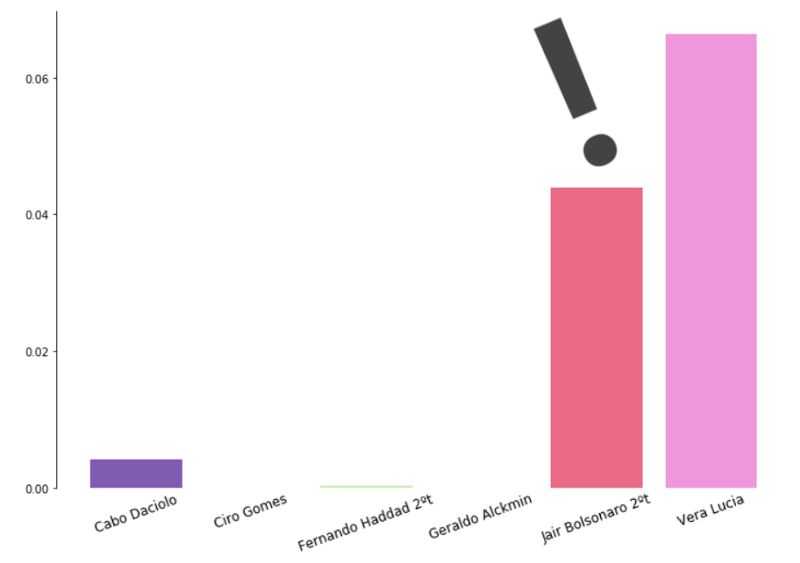 !
0.06
0.04
0.02
0.00
Cabo Daciolo
Ciro Gomes
Fernando Haddad 2ºt
Geraldo Alckmin
Jair Bolsonaro 2ºt
Vera Lucia